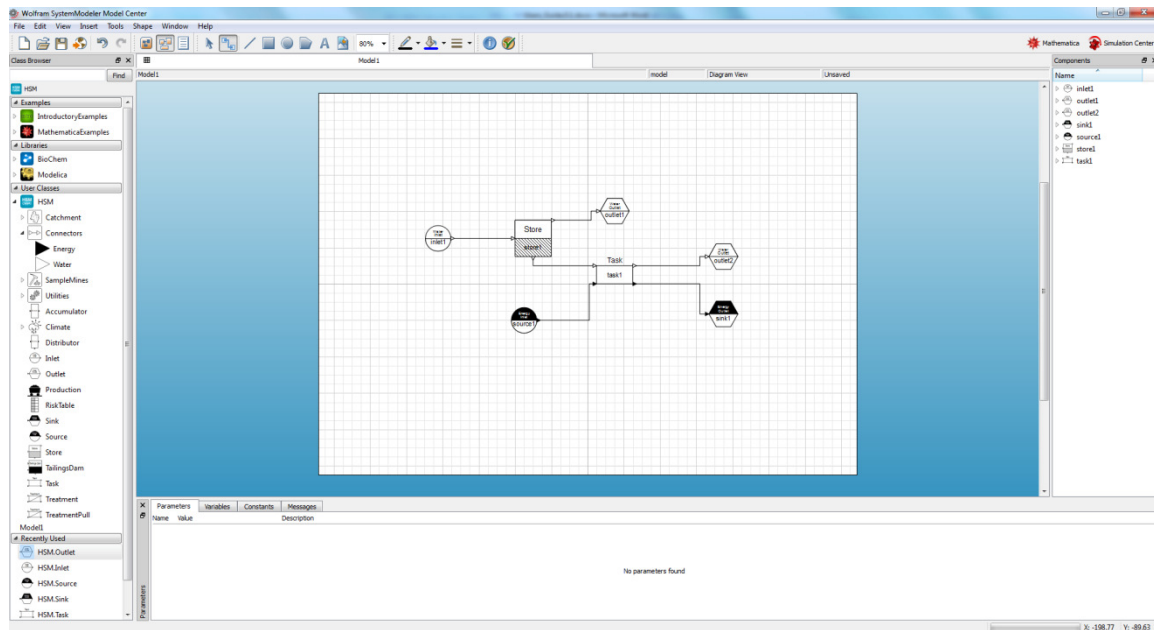 Wolfram SystemModeler Model Center
File Edit View Insert Tools Shape Window Help
80%
Mathematica Simulation Center
Class Browser
Find
HSM
Examples
IntroductoryExamples
MathematicaExamples
Libraries
BioChem
Modelica
User Classes
HSM
Catchment
Connectors
Energy
Water
SampleMines
Utilities
Accumulator
Climate
Distributor
Inlet
Outlet
Production
RiskTable
Sink
Source
Store
TailingsDam
Task
Treatment
TreatmentPull
Model1
Recently Used
HSM.Outlet
HSM.Inlet
HSM.Source
HSM.Sink
HSM.Task
Model1
Model1 model Diagram View Unsaved
inlet1
Store
store1
outlet1
Task
task1
outlet2
Energy
source1
Energy
Outlet
sink1
Components
Name
inlet1
outlet1
outlet2
sink1
source1
store1
task1
Parameters Variables Constants Messages
Name Value Description
No parameters found
Parameters
X: -198.77 Y: -89.63